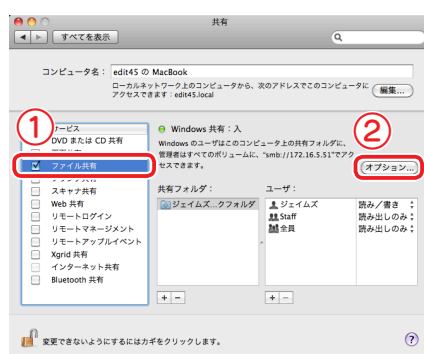 共有
すべてを表示
コンピュータ名： edit45 の MacBook
ローカルネットワーク上のコンピュータから、次のアドレスでこのコンピュータに
アクセスできます：edit45.local
編集...
①
②
DVD または CD 共有
ファイル共有
スキャナ共有
Web 共有
リモートログイン
リモートマネージメント
リモートアップルイベント
Xgrid 共有
インターネット共有
Bluetooth 共有
Windows 共有：入
Windows のユーザはこのコンピュータ上の共有フォルダに、
管理者はすべてのボリュームに、"smb://172.16.5.51"でアク
セスできます。
オプション...
共有フォルダ：
ユーザ：
ジェイムズ...クフォルダ
ジェイムズ 読み／書き
Staff 読み出しのみ
全員 読み出しのみ
+ −
+ −
変更できないようにするにはカギをクリックします。
?